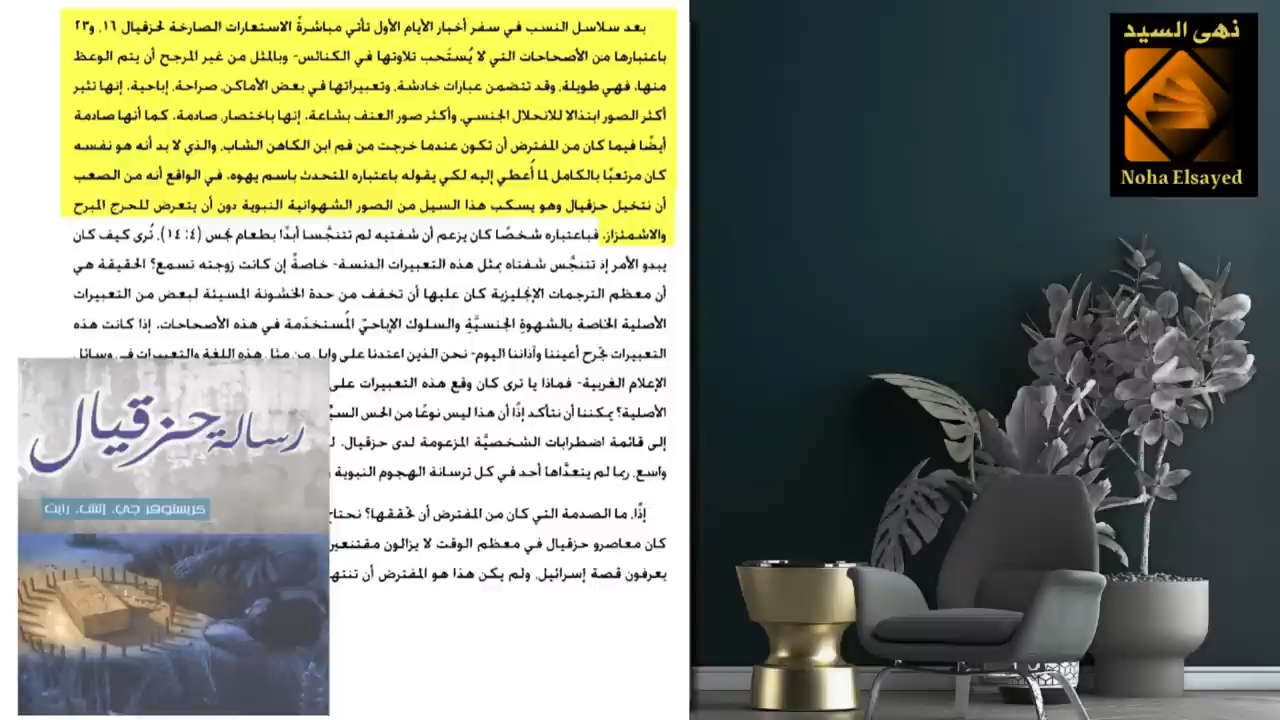 بعد سلاسل النسب في سفر أخبار الأيام الأول تأتي مباشرةً الاستعارات الصارخة لحزقيال ١٦، و٢٣
باعتبارها من الأصحاحات التي لا يُستَحب تلاوتها في الكنائس- وبالمثل من غير المرجح أن يتم الوعظ
منها، فهي طويلة، وقد تتضمن عبارات خادشة، وتعبيراتها في بعض الأماكن، صراحة، إباحية. إنها تثير
أكثر الصور ابتذالا للانحلال الجنسي، وأكثر صور العنف بشاعة. إنها باختصار، صادمة. كما أنها صادمة
أيضًا فيما كان من المفترض أن تكون عندما خرجت من فم ابن الكاهن الشاب، والذي لا بد أنه هو نفسه
كان مرتعبًا بالكامل لما أُعطي إليه لكي يقوله باعتباره المتحدث باسم يهوه. في الواقع أنه من الصعب
أن نتخيل حزقيال وهو يسكب هذا السيل من الصور الشهوانية النبوية دون أن يتعرض للحرج المبرح
والاشمئزاز. فباعتباره شخصًا كان يزعم أن شفتيه لم تتنجَّسا أبدًا بطعام نجس (٤: ١٤)، تُرى كيف كان
يبدو الأمر إذ تتنجَّس شفتاه بمثل هذه التعبيرات الدنسة- خاصةً إن كانت زوجته تسمع؟ الحقيقة هي
أن معظم الترجمات الإنجليزية كان عليها أن تخفف من حدة الخشونة المسيئة لبعض من التعبيرات
الأصلية الخاصة بالشهوةِ الجنسيَّةِ والسلوك الإباحيّ المُستخدَمة في هذه الأصحاحات. إذا كانت هذه
التعبيرات تجرح أعيننا وآذاننا اليوم- نحن الذين اعتدنا على وابل من مثل هذه اللغة والتعبيرات في وسائل
الإعلام الغربية- فماذا يا ترى كان وقع هذه التعبيرات على
الأصلية؟ يمكننا أن نتأكد إذًا أن هذا ليس نوعًا من الحس
إلى قائمة اضطرابات الشخصيَّة المزعومة لدى حزقيال.
واسع، ربما لم يتعدَّاها أحد في كل ترسانة الهجوم النبوية
إذًا، ما الصدمة التي كان من المفترض أن تحققها؟
كان معاصرو حزقيال في معظم الوقت لا يزالون
يعرفون قصة إسرائيل، ولم يكن هذا هو المفترض أن
رسالة حزقيال
كريستوفر جي. إتش. رايت
نهى السيد
Noha Elsayed